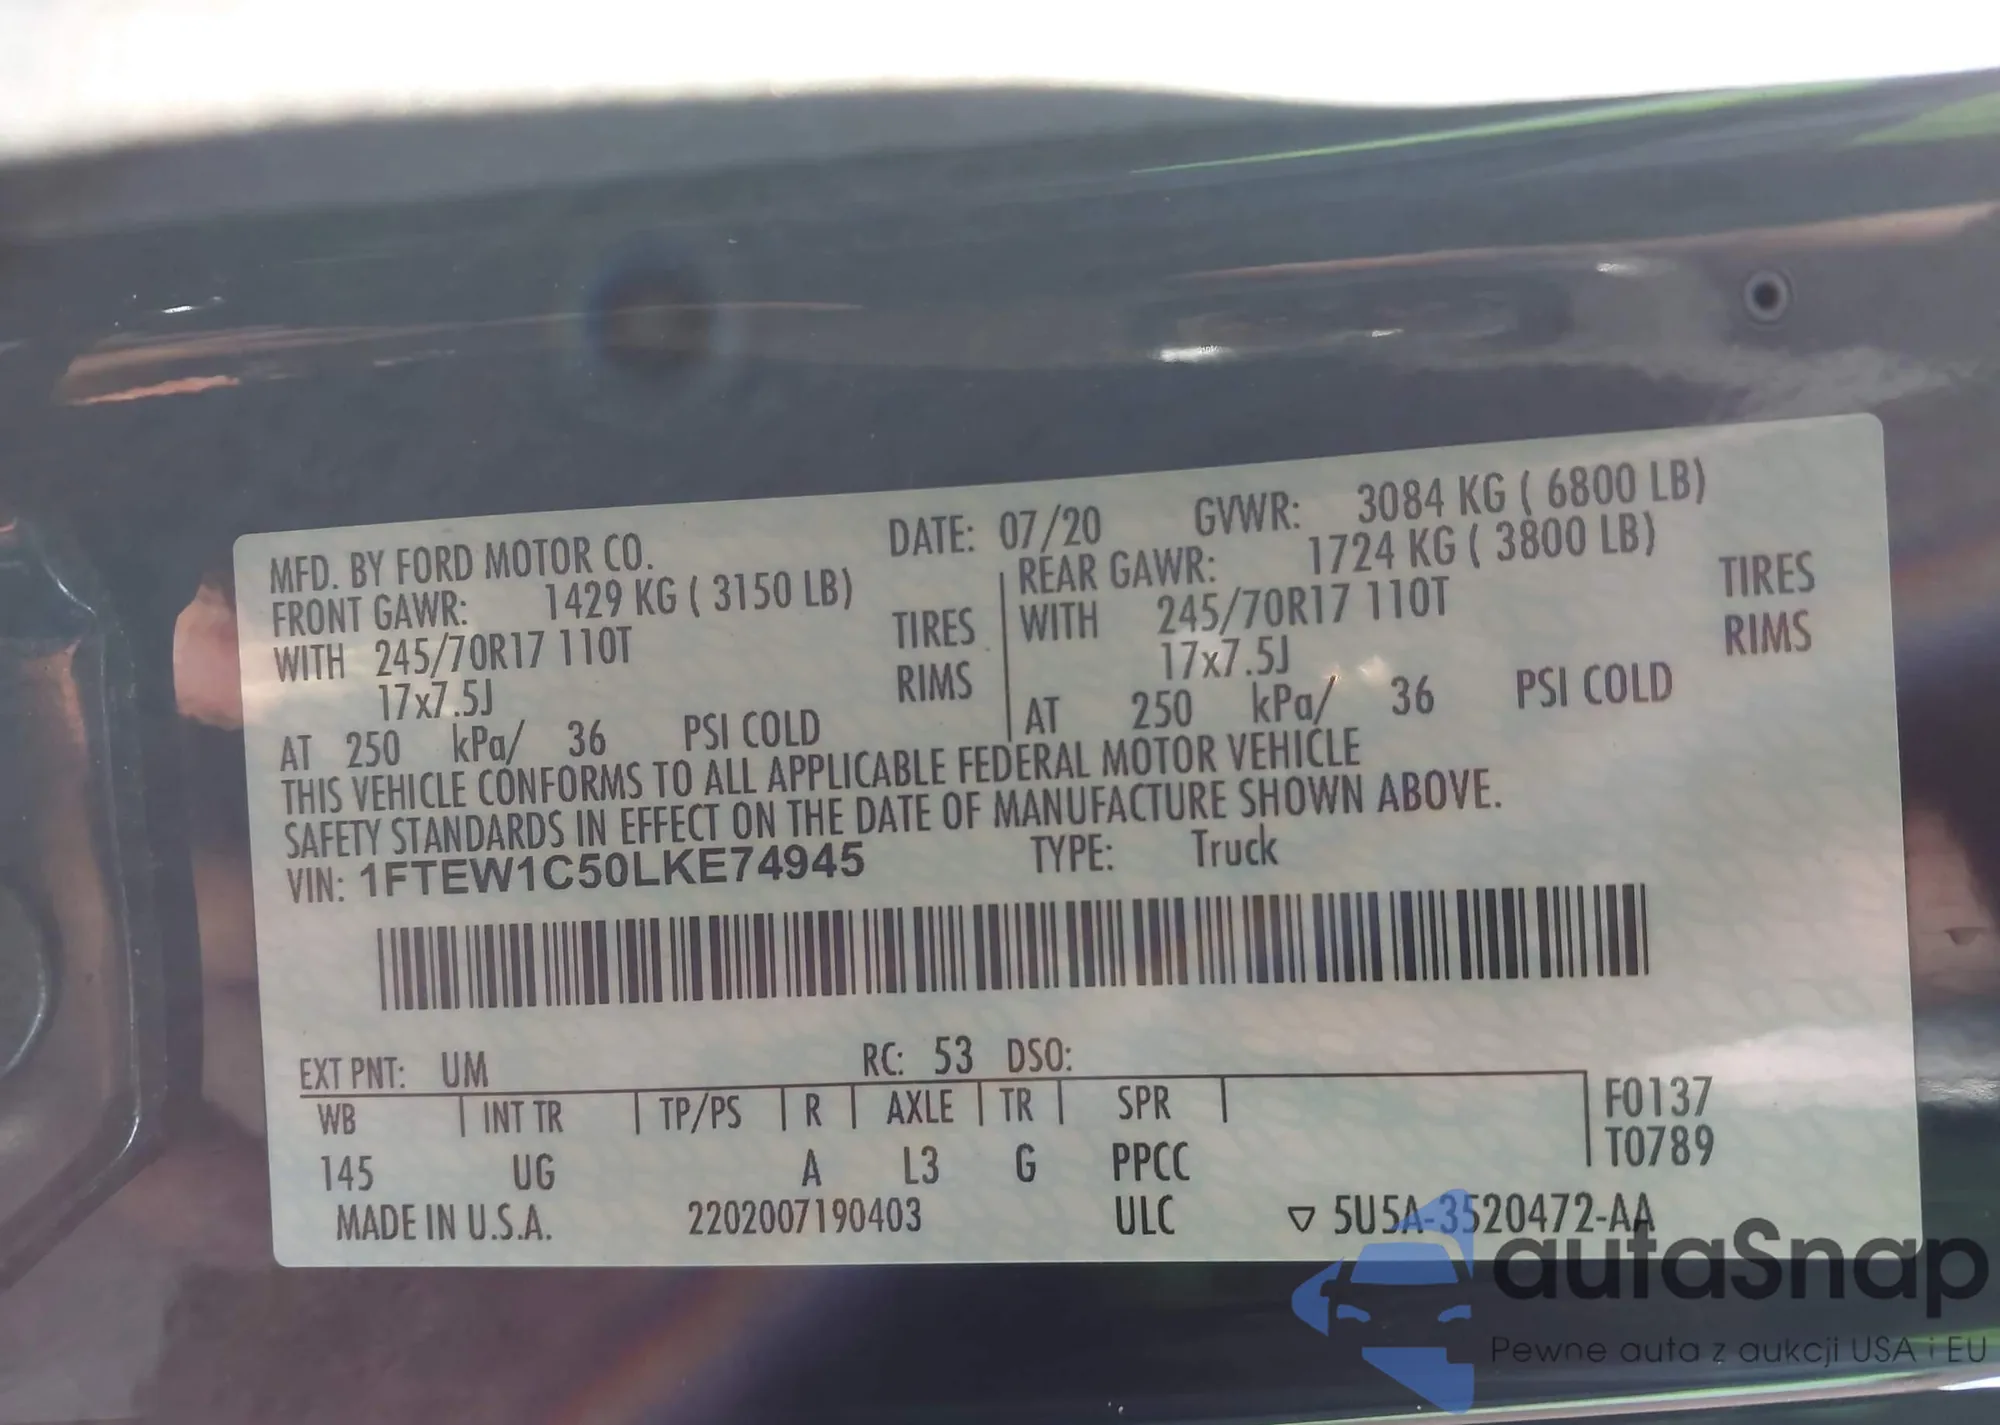 MFD. BY FORD MOTOR CO. DATE: 07/20 GVWR: 3084 KG ( 6800 LB)
FRONT GAWR: 1429 KG ( 3150 LB) REAR GAWR: 1724 KG ( 3800 LB)
WITH 245/70R17 110T TIRES WITH 245/70R17 110T TIRES
17x7.5J RIMS 17x7.5J RIMS
AT 250 kPa/ 36 PSI COLD AT 250 kPa/ 36 PSI COLD
THIS VEHICLE CONFORMS TO ALL APPLICABLE FEDERAL MOTOR VEHICLE
SAFETY STANDARDS IN EFFECT ON THE DATE OF MANUFACTURE SHOWN ABOVE.
VIN: 1FTEW1C50LKE74945 TYPE: Truck
EXT PNT: UM RC: 53 DSO:
WB INT TR TP/PS R AXLE TR SPR F0137
145 UG A L3 G PPCC T0789
MADE IN U.S.A. 2202007190403 ULC ▽ 5U5A-3520472-AA
autaSnap
Pewne auta z aukcji USA i EU